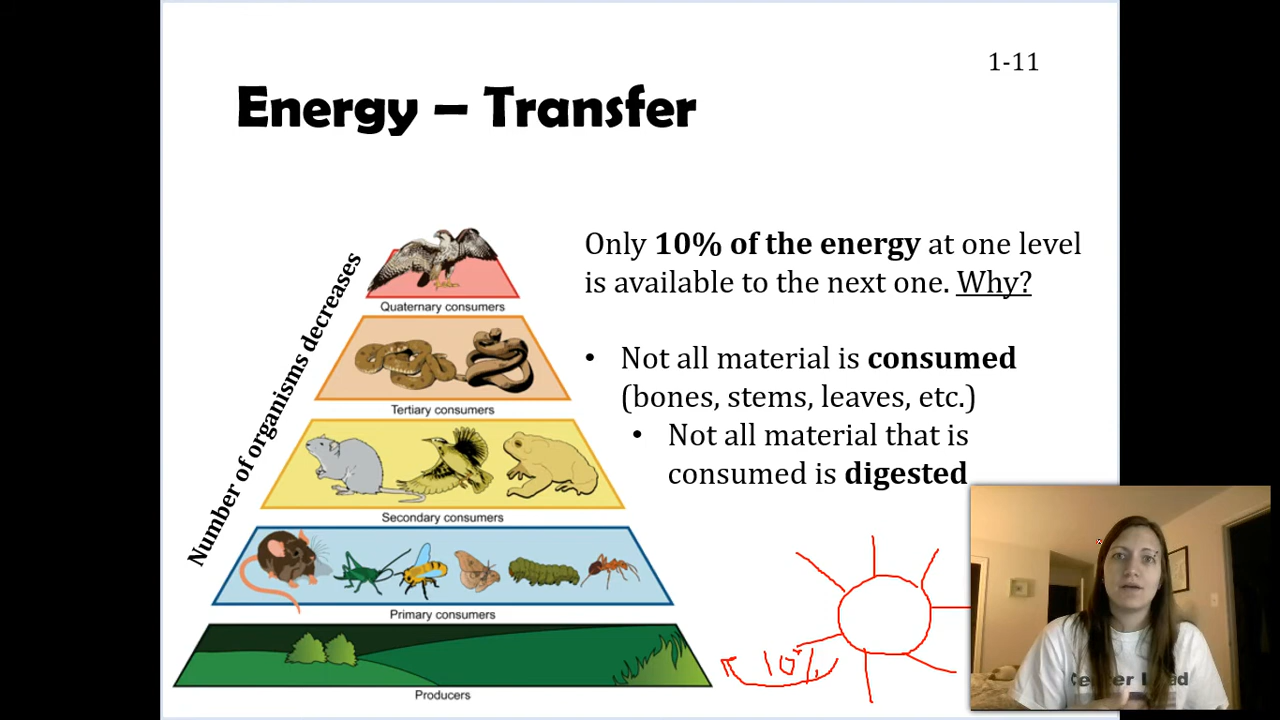 1-11
Energy – Transfer
Number of organisms decreases
Quaternary consumers
Tertiary consumers
Secondary consumers
Primary consumers
Producers
Only 10% of the energy at one level
is available to the next one. Why?
• Not all material is consumed
(bones, stems, leaves, etc.)
• Not all material that is
consumed is digested
10%